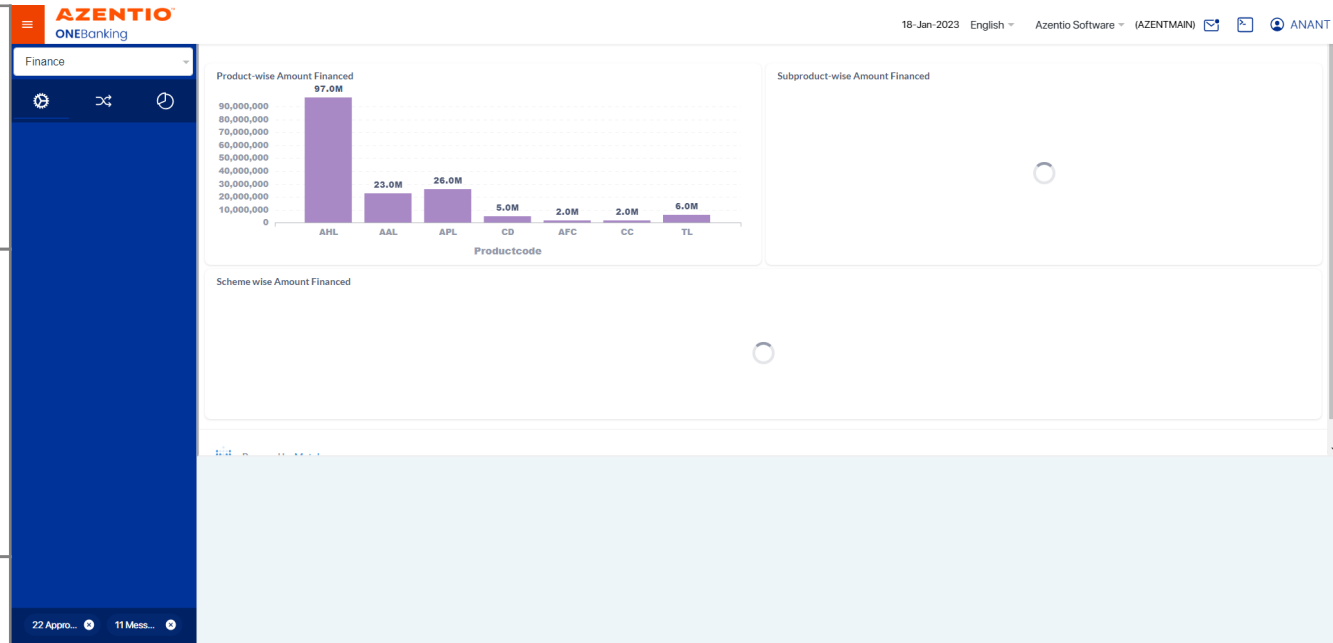 AZENTIO™
ONEBanking
18-Jan-2023 English Azentio Software (AZENTMAIN) ANANT
Finance
Product-wise Amount Financed
97.0M
90,000,000
80,000,000
70,000,000
60,000,000
50,000,000
40,000,000
30,000,000
20,000,000
10,000,000
0
23.0M
26.0M
5.0M
2.0M
2.0M
6.0M
AHL AAL APL CD AFC CC TL
Productcode
Subproduct-wise Amount Financed
Scheme wise Amount Financed
22 Appro... 11 Mess...